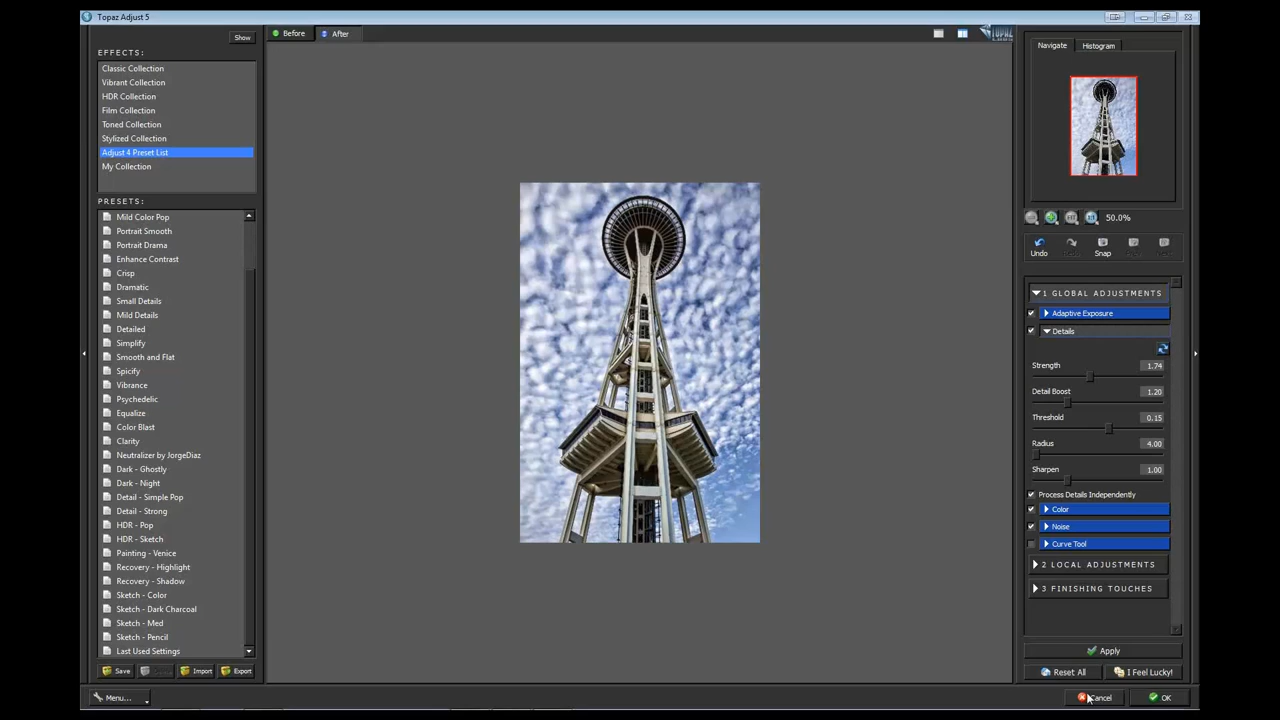 Topaz Adjust 5
Show
EFFECTS:
Classic Collection
Vibrant Collection
HDR Collection
Film Collection
Toned Collection
Stylized Collection
Adjust 4 Preset List
My Collection
PRESETS:
Mild Color Pop
Portrait Smooth
Portrait Drama
Enhance Contrast
Crisp
Dramatic
Small Details
Mild Details
Detailed
Simplify
Smooth and Flat
Spicify
Vibrance
Psychedelic
Equalize
Color Blast
Clarity
Neutralizer by JorgeDiaz
Dark - Ghostly
Dark - Night
Detail - Simple Pop
Detail - Strong
HDR - Pop
HDR - Sketch
Painting - Venice
Recovery - Highlight
Recovery - Shadow
Sketch - Color
Sketch - Dark Charcoal
Sketch - Med
Sketch - Pencil
Last Used Settings
Save Import Export
Menu...
Before After
TOPAZ
Navigate Histogram
50.0%
Undo Snap
1 GLOBAL ADJUSTMENTS
Adaptive Exposure
Details
Strength 1.74
Detail Boost 1.20
Threshold 0.15
Radius 4.00
Sharpen 1.00
Process Details Independently
Color
Noise
Curve Tool
2 LOCAL ADJUSTMENTS
3 FINISHING TOUCHES
Apply
Reset All I Feel Lucky!
Cancel OK